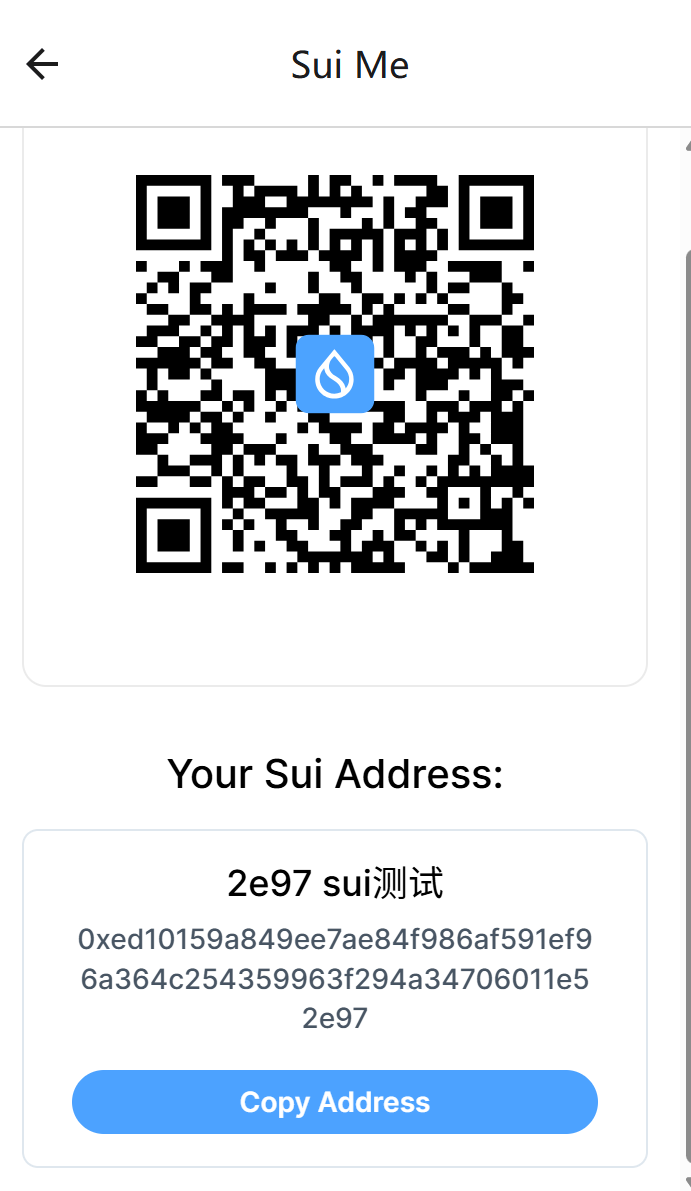 Sui Me
Your Sui Address:
2e97 sui测试
0xed10159a849ee7ae84f986af591ef9
6a364c254359963f294a34706011e5
2e97
Copy Address